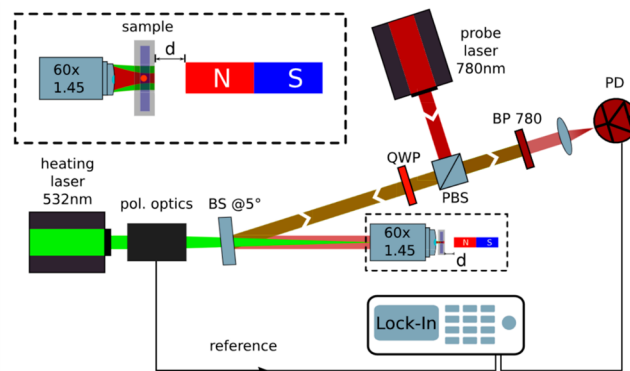 sample
d
60x
1.45
N S
probe
laser
780nm
PD
BP 780
QWP
PBS
heating
laser
532nm
pol. optics
BS @5°
60x
1.45
d
N S
Lock-In
reference